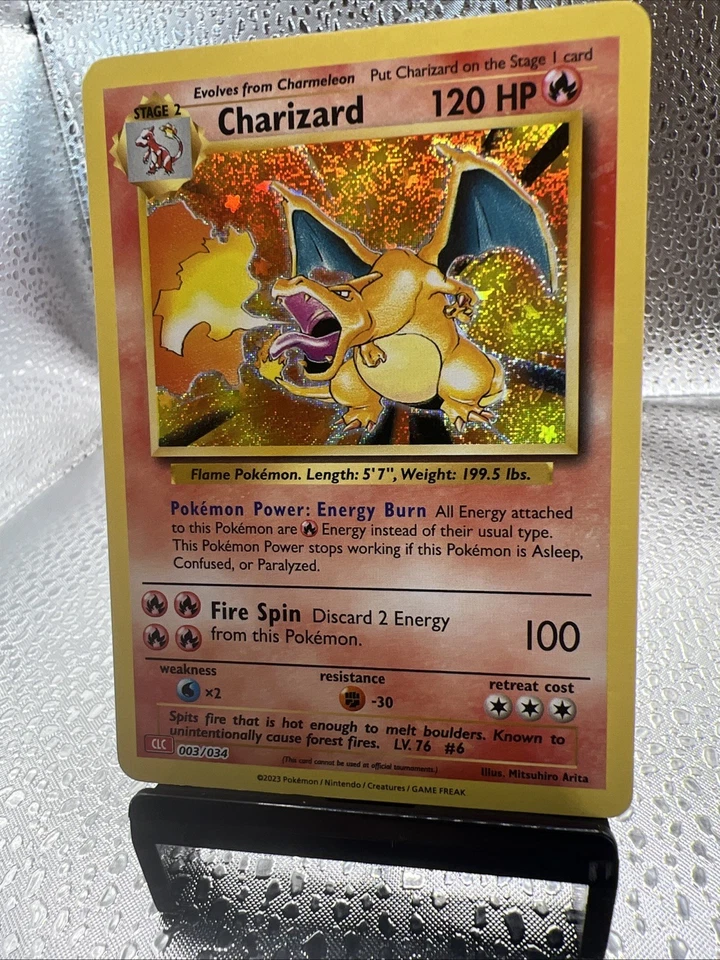 Evolves from Charmeleon Put Charizard on the Stage 1 card
STAGE 2
Charizard 120 HP
Flame Pokémon. Length: 5'7", Weight: 199.5 lbs.
Pokémon Power: Energy Burn All Energy attached
to this Pokémon are Energy instead of their usual type.
This Pokémon Power stops working if this Pokémon is Asleep,
Confused, or Paralyzed.
Fire Spin Discard 2 Energy
from this Pokémon.
100
weakness resistance retreat cost
×2 -30
Spits fire that is hot enough to melt boulders. Known to
unintentionally cause forest fires. LV. 76 #6
CLC 003/034
(This card cannot be used at official tournaments.)
Illus. Mitsuhiro Arita
©2023 Pokémon / Nintendo / Creatures / GAME FREAK